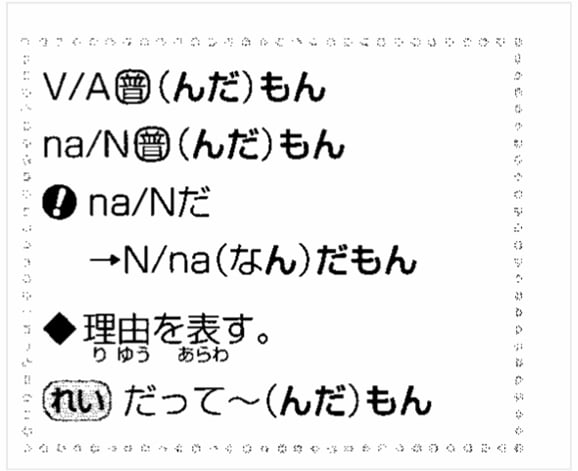 V/A普(んだ)もん
na/N普(んだ)もん
! na/Nだ
→N/na(なん)だもん
◆理由を表す。
り ゆう あらわ
れい だって~(んだ)もん